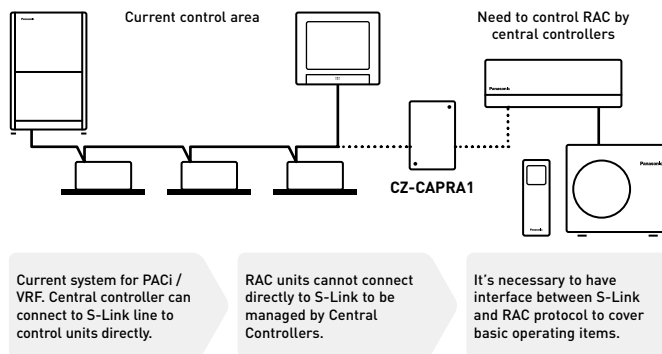 Current control area
Need to control RAC by
central controllers
Panasonic
Panasonic
Panasonic
Panasonic
CZ-CAPRA1
Current system for PACi /
VRF. Central controller can
connect to S-Link line to
control units directly.
RAC units cannot connect
directly to S-Link to be
managed by Central
Controllers.
It's necessary to have
interface between S-Link
and RAC protocol to cover
basic operating items.